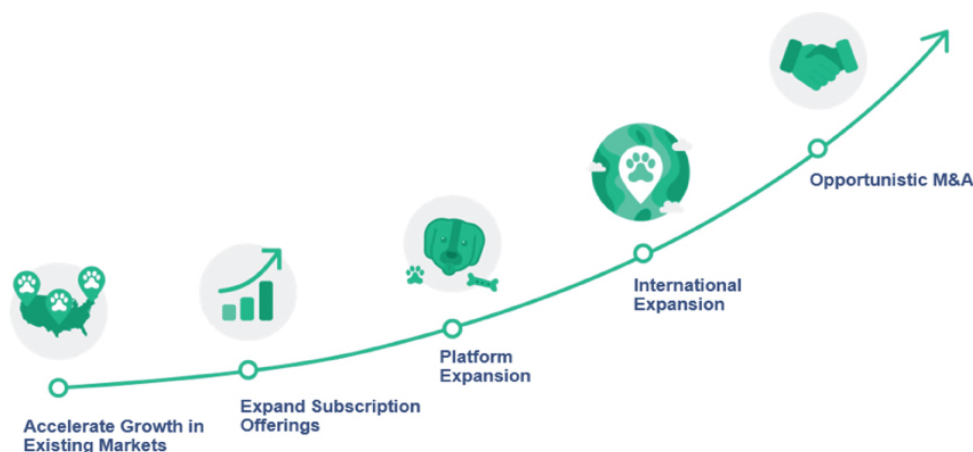 Accelerate Growth in
Existing Markets
Expand Subscription
Offerings
Platform
Expansion
International
Expansion
Opportunistic M&A